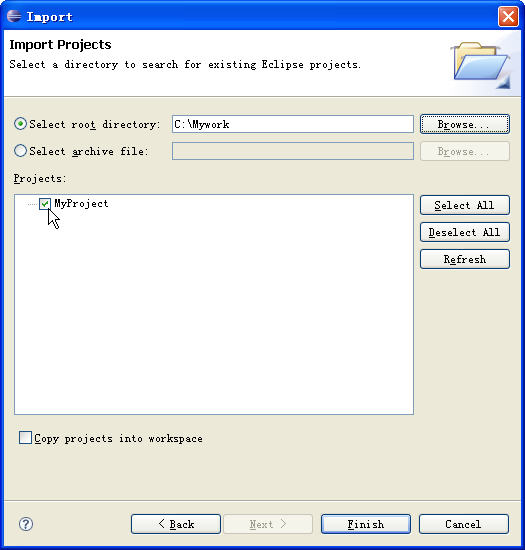 Import
Import Projects
Select a directory to search for existing Eclipse projects.
Select root directory: C:\Mywork Browse...
Select archive file: Browse...
Projects:
MyProject
Select All
Deselect All
Refresh
Copy projects into workspace
? < Back Next > Finish Cancel